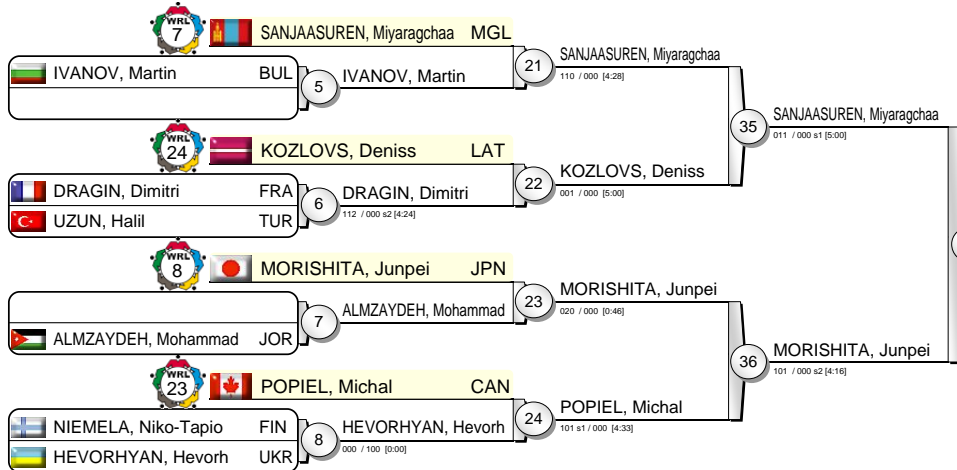 WRL
7
SANJAASUREN, Miyaragchaa MGL
IVANOV, Martin BUL
5
IVANOV, Martin
21
SANJAASUREN, Miyaragchaa
110 / 000 [4:28]
35
SANJAASUREN, Miyaragchaa
011 / 000 s1 [5:00]
WRL
24
KOZLOVS, Deniss LAT
DRAGIN, Dimitri FRA
UZUN, Halil TUR
6
DRAGIN, Dimitri
112 / 000 s2 [4:24]
22
KOZLOVS, Deniss
001 / 000 [5:00]
WRL
8
MORISHITA, Junpei JPN
ALMZAYDEH, Mohammad JOR
7
ALMZAYDEH, Mohammad
23
MORISHITA, Junpei
020 / 000 [0:46]
36
MORISHITA, Junpei
101 / 000 s2 [4:16]
WRL
23
POPIEL, Michal CAN
NIEMELA, Niko-Tapio FIN
HEVORHYAN, Hevorh UKR
8
HEVORHYAN, Hevorh
000 / 100 [0:00]
24
POPIEL, Michal
101 s1 / 000 [4:33]